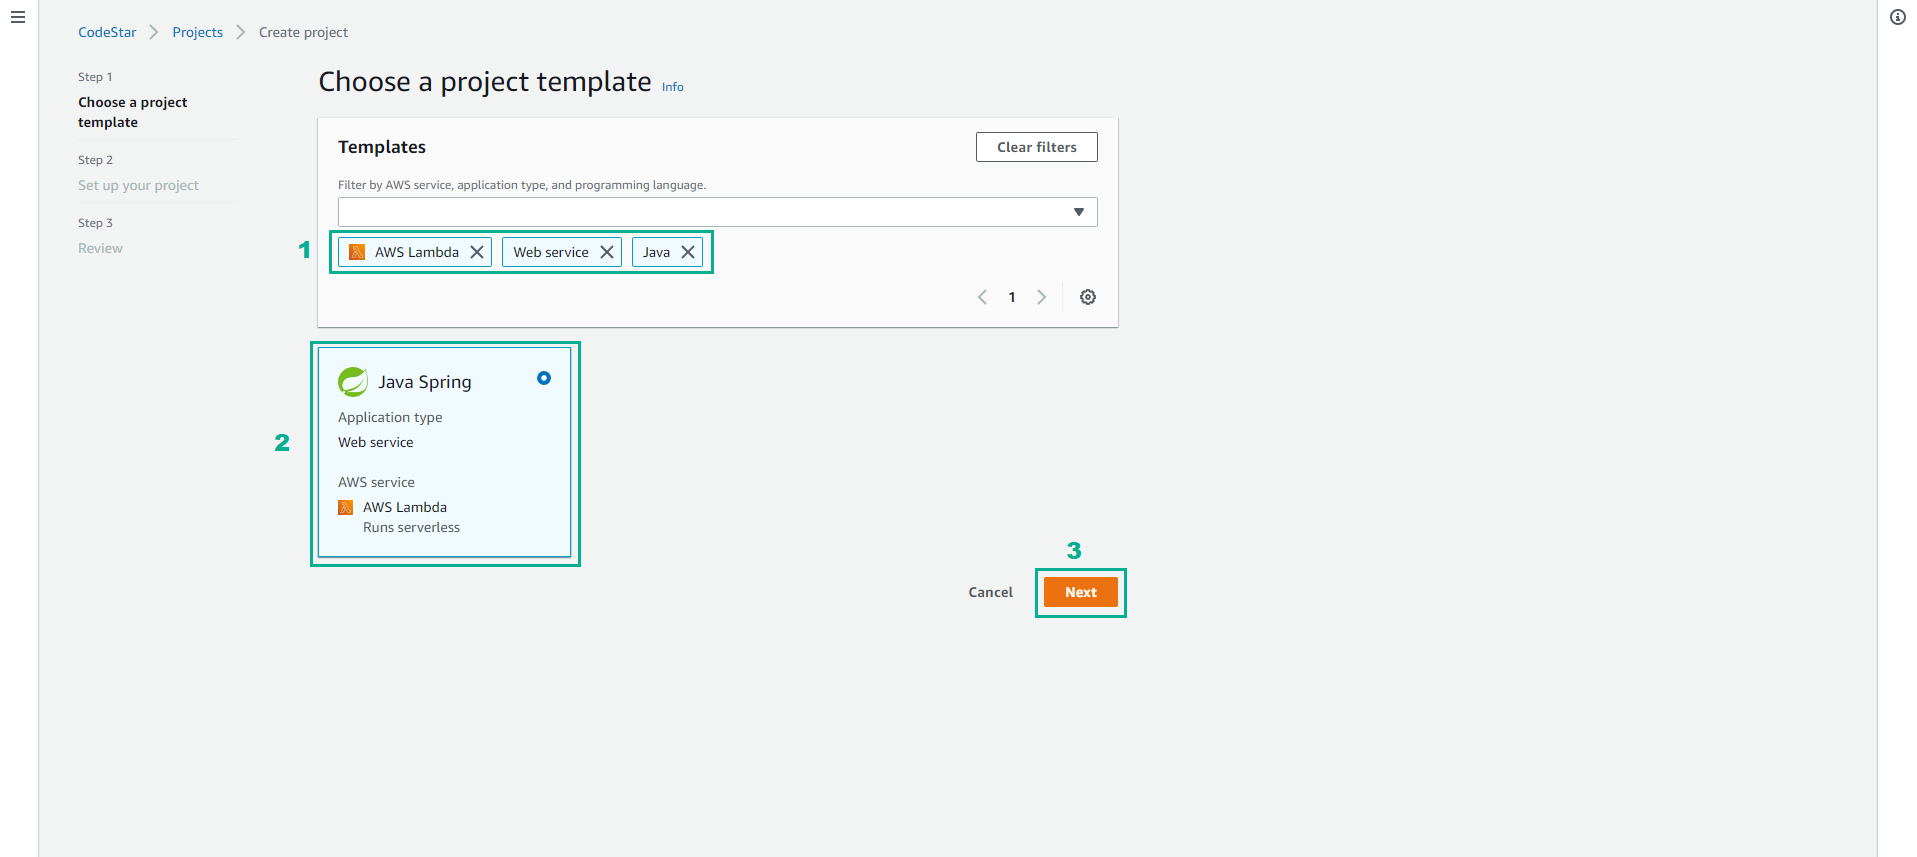 CodeStar Projects Create project
Step 1
Choose a project
template
Step 2
Set up your project
Step 3
Review
Choose a project template Info
Templates
Clear filters
Filter by AWS service, application type, and programming language.
1
AWS Lambda Web service Java
1
2
Java Spring
Application type
Web service
AWS service
AWS Lambda
Runs serverless
3
Cancel Next